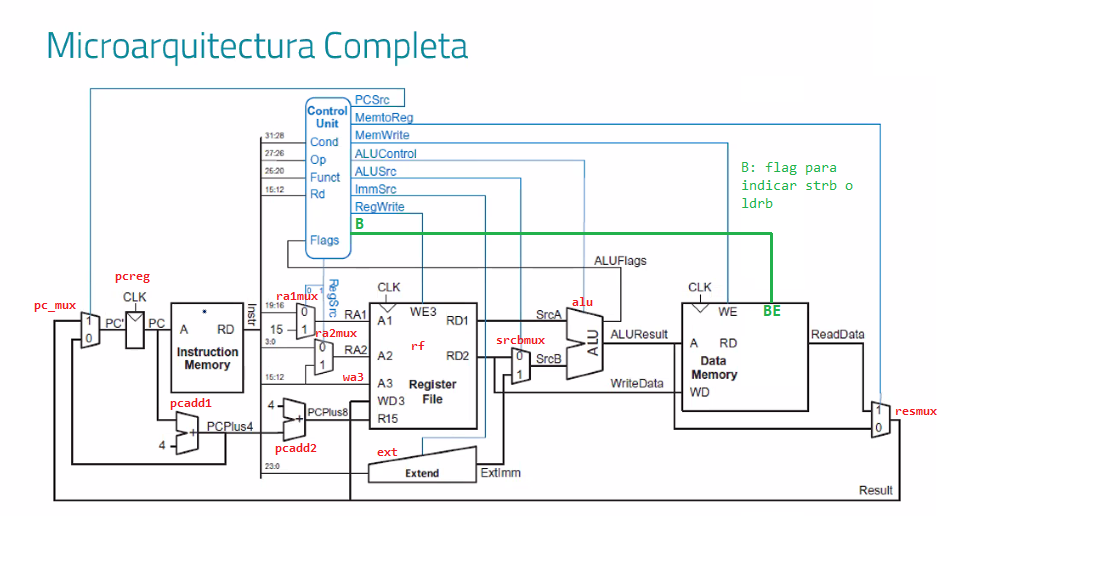 Microarquitectura Completa
PCSrc
MemtoReg
MemWrite
ALUControl
ALUSrc
ImmSrc
RegWrite
B
Control
Unit
Cond
Op
Funct
Rd
Flags
31:28
27:26
25:20
15:12
B: flag para
indicar strb o
ldrb
ALUFlags
pcreg
CLK
pc_mux
1
0
PC'
PC
A
RD
Instruction
Memory
Instr
RegSrc
0
1
ra1mux
19:16
15
0
1
RA1
ra2mux
3:0
0
1
RA2
15:12
wa3
CLK
WE3
A1
RD1
A2
RD2
rf
A3
Register
File
WD3
R15
srcbmux
0
1
SrcA
SrcB
alu
ALU
ALUResult
WriteData
CLK
WE
BE
A
RD
Data
Memory
WD
ReadData
1
0
resmux
pcadd1
4
+
PCPlus4
4
+
PCPlus8
pcadd2
ext
23:0
Extend
ExtImm
Result